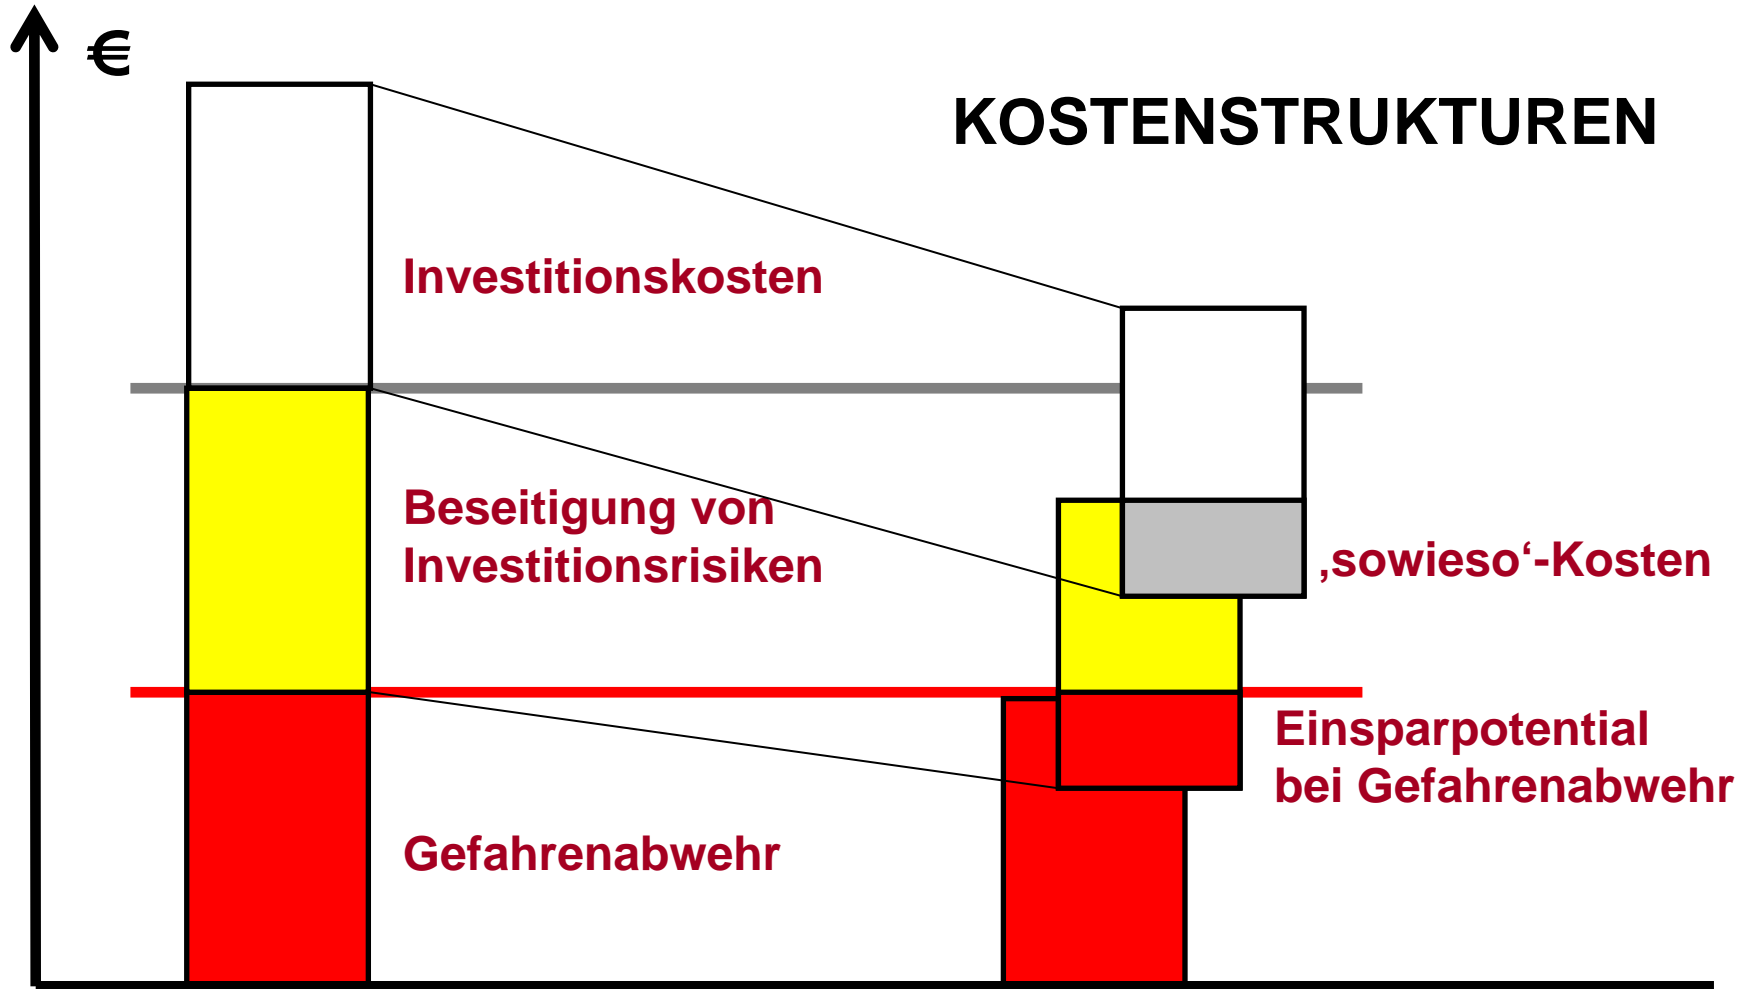 €
KOSTENSTRUKTUREN
Investitionskosten
Beseitigung von
Investitionsrisiken
‚sowieso‘-Kosten
Einsparpotential
bei Gefahrenabwehr
Gefahrenabwehr